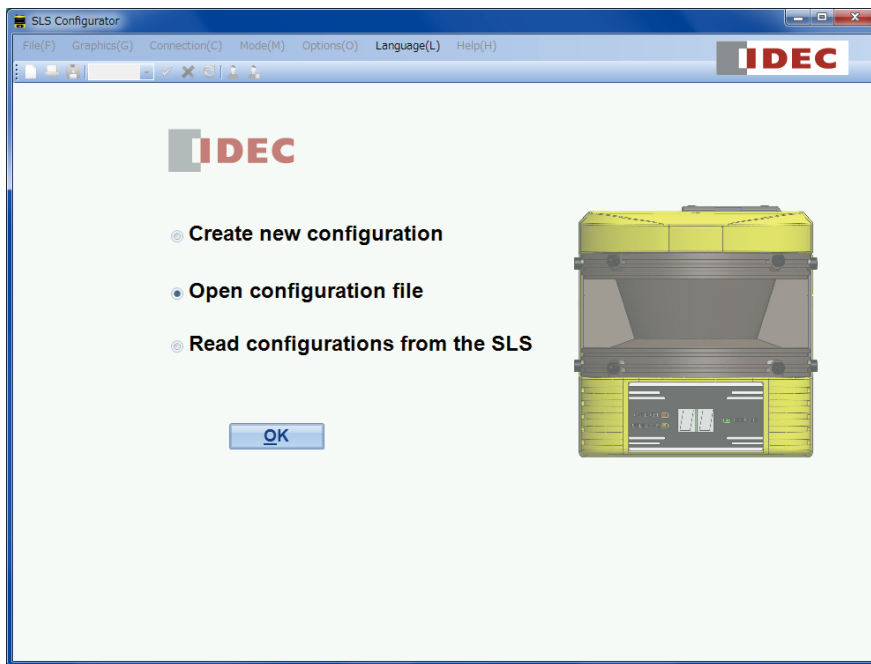 SLS Configurator
File(F) Graphics(G) Connection(C) Mode(M) Options(O) Language(L) Help(H)
IDEC
IDEC
Create new configuration
Open configuration file
Read configurations from the SLS
OK